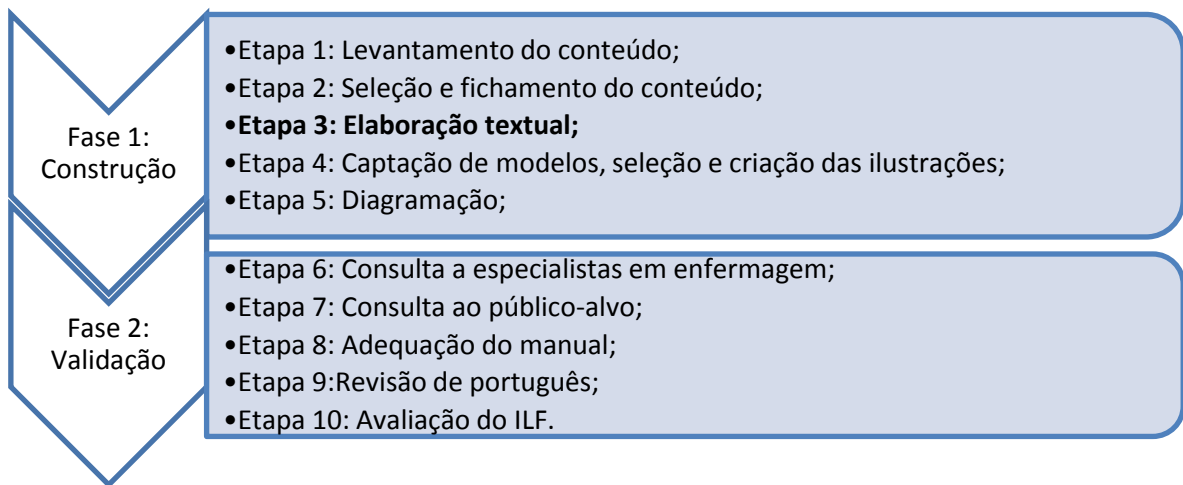 Fase 1:
Construção
•Etapa 1: Levantamento do conteúdo;
•Etapa 2: Seleção e fichamento do conteúdo;
•Etapa 3: Elaboração textual;
•Etapa 4: Captação de modelos, seleção e criação das ilustrações;
•Etapa 5: Diagramação;
Fase 2:
Validação
•Etapa 6: Consulta a especialistas em enfermagem;
•Etapa 7: Consulta ao público-alvo;
•Etapa 8: Adequação do manual;
•Etapa 9:Revisão de português;
•Etapa 10: Avaliação do ILF.